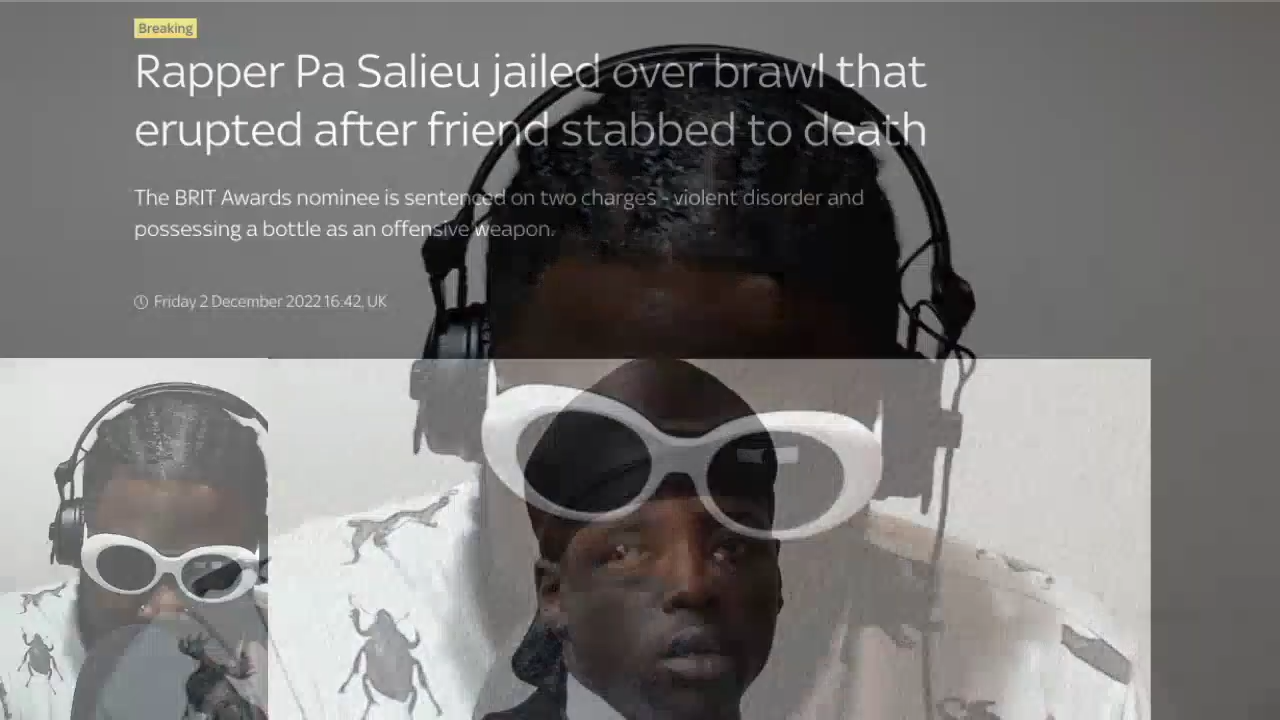 Breaking
Rapper Pa Salieu jailed over brawl that
erupted after friend stabbed to death
The BRIT Awards nominee is sentenced on two charges - violent disorder and
possessing a bottle as an offensive weapon.
Friday 2 December 2022 16:42, UK